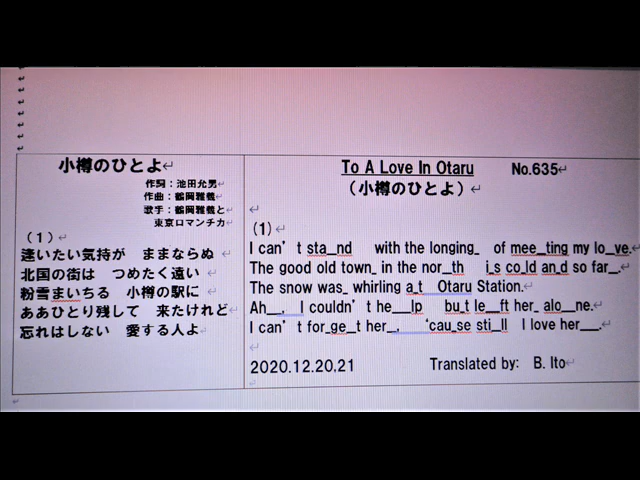 小樽のひとよ
作詞：池田充男
作曲：鶴岡雅義
歌手：鶴岡雅義と
東京ロマンチカ
（１）
逢いたい気持が　ままならぬ
北国の街は　つめたく遠い
粉雪まいちる　小樽の駅に
ああひとり残して　来たけれど
忘れはしない　愛する人よ
To A Love In Otaru　No.635
（小樽のひとよ）
(1)
I can't sta__nd with the longing_ of mee__ting my lo__ve.
The good old town_ in the nor__th i_s co_ld an_d so far_.
The snow was_ whirling a_t Otaru Station.
Ah__, I couldn't he___lp bu_t le__ft her_ alo__ne.
I can't for_ge_t her_, 'cau_se sti__ll I love her___.
2020.12.20.21　Translated by: B. Ito